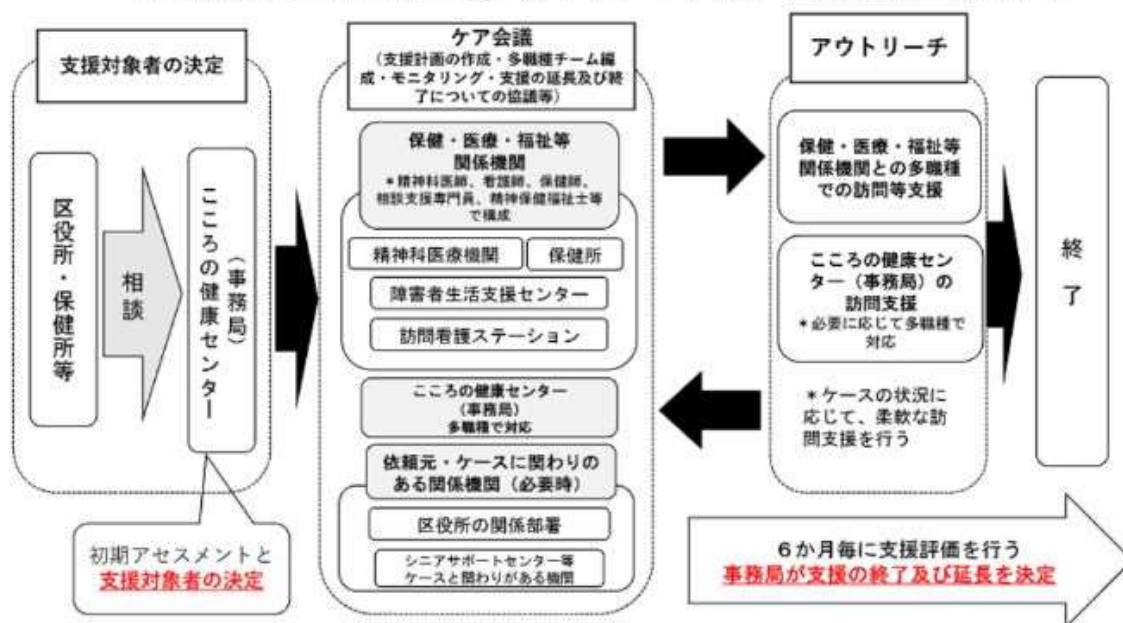 支援対象者の決定
区役所・保健所等
相談
こころの健康センター
（事務局）
初期アセスメントと
支援対象者の決定
ケア会議
（支援計画の作成・多職種チーム編
成・モニタリング・支援の延長及び終
了についての協議等）
保健・医療・福祉等
関係機関
＊精神科医師、看護師、保健師、
相談支援専門員、精神保健福祉士等
で構成
精神科医療機関
保健所
障害者生活支援センター
訪問看護ステーション
こころの健康センター
（事務局）
多職種で対応
依頼元・ケースに関わりの
ある関係機関（必要時）
区役所の関係部署
シニアサポートセンター等
ケースと関わりがある機関
アウトリーチ
保健・医療・福祉等
関係機関との多職種
での訪問等支援
こころの健康セン
ター（事務局）の
訪問支援
＊必要に応じて多職種で
対応
＊ケースの状況に
応じて、柔軟な訪
問支援を行う
終了
６か月毎に支援評価を行う
事務局が支援の終了及び延長を決定